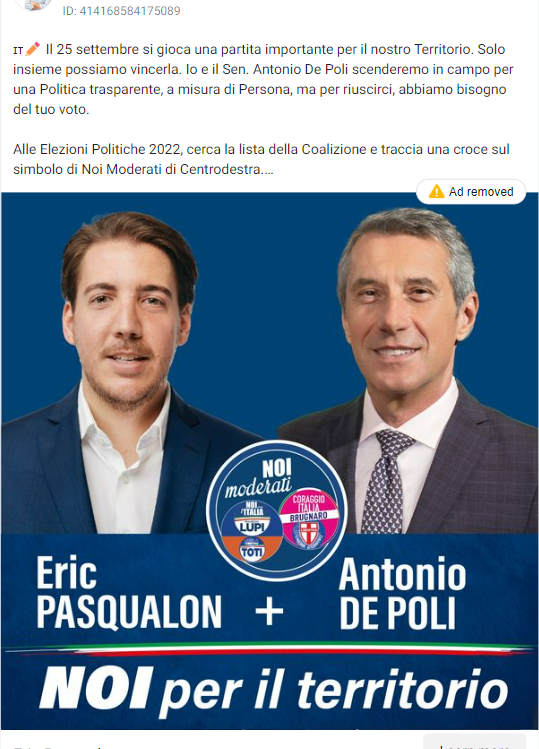 ID: 414168584175089
IT✏️ Il 25 settembre si gioca una partita importante per il nostro Territorio. Solo
insieme possiamo vincerla. Io e il Sen. Antonio De Poli scenderemo in campo per
una Politica trasparente, a misura di Persona, ma per riuscirci, abbiamo bisogno
del tuo voto.
Alle Elezioni Politiche 2022, cerca la lista della Coalizione e traccia una croce sul
simbolo di Noi Moderati di Centrodestra....
Ad removed
NOI
moderati
NOI
L'ITALIA
LUPI
CORAGGIO
ITALIA
BRUGNARO
TOTI
Eric
PASQUALON
+
Antonio
DE POLI
NOI per il territorio